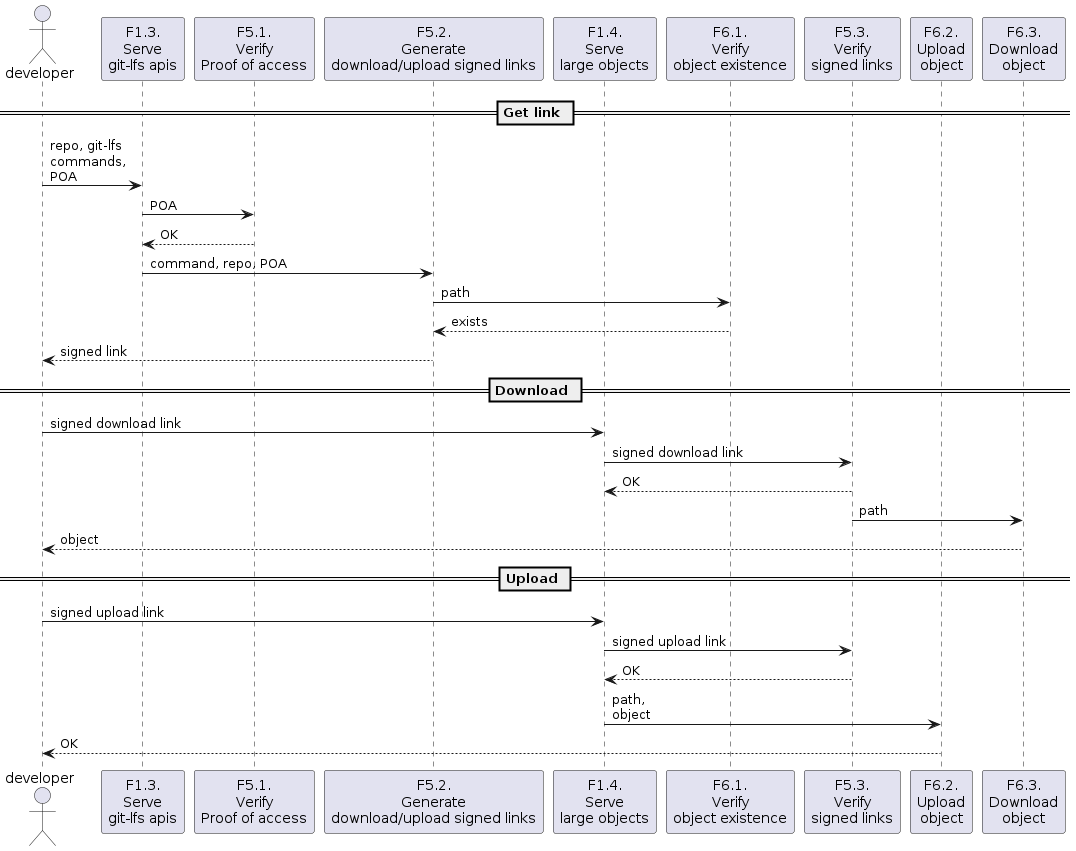 developer
F1.3.
Serve
git-lfs apis
F5.1.
Verify
Proof of access
F5.2.
Generate
download/upload signed links
F1.4.
Serve
large objects
F6.1.
Verify
object existence
F5.3.
Verify
signed links
F6.2.
Upload
object
F6.3.
Download
object
Get link
repo, git-lfs
commands,
POA
POA
OK
command, repo, POA
path
exists
signed link
Download
signed download link
signed download link
OK
path
object
Upload
signed upload link
signed upload link
OK
path,
object
OK
developer
F1.3.
Serve
git-lfs apis
F5.1.
Verify
Proof of access
F5.2.
Generate
download/upload signed links
F1.4.
Serve
large objects
F6.1.
Verify
object existence
F5.3.
Verify
signed links
F6.2.
Upload
object
F6.3.
Download
object